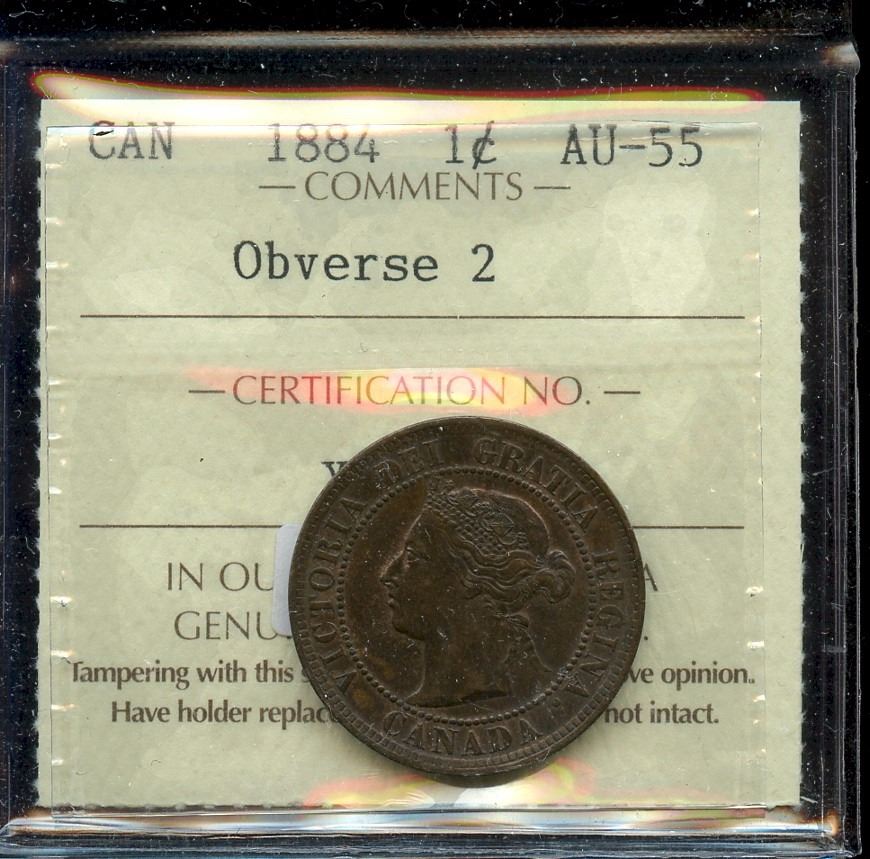 CAN 1884 1¢ AU-55
— COMMENTS —
Obverse 2
— CERTIFICATION NO. —
IN OU A
GENU .
Tampering with this s ve opinion.
Have holder replac not intact.
VICTORIA DEI GRATIA REGINA.
CANADA